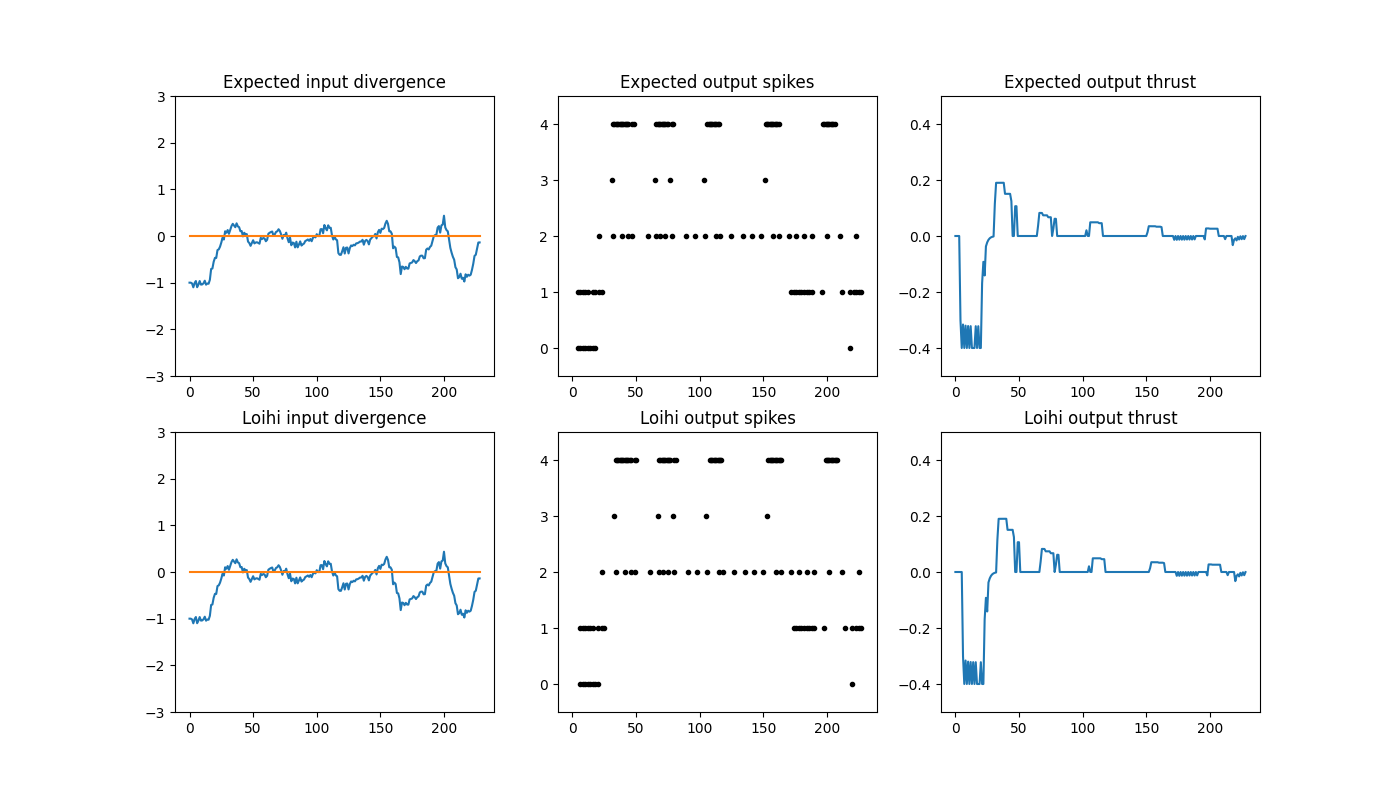 Expected input divergence
3
2
1
0
−1
−2
−3
0 50 100 150 200
Expected output spikes
4
3
2
1
0
0 50 100 150 200
Expected output thrust
0.4
0.2
0.0
−0.2
−0.4
0 50 100 150 200
Loihi input divergence
3
2
1
0
−1
−2
−3
0 50 100 150 200
Loihi output spikes
4
3
2
1
0
0 50 100 150 200
Loihi output thrust
0.4
0.2
0.0
−0.2
−0.4
0 50 100 150 200